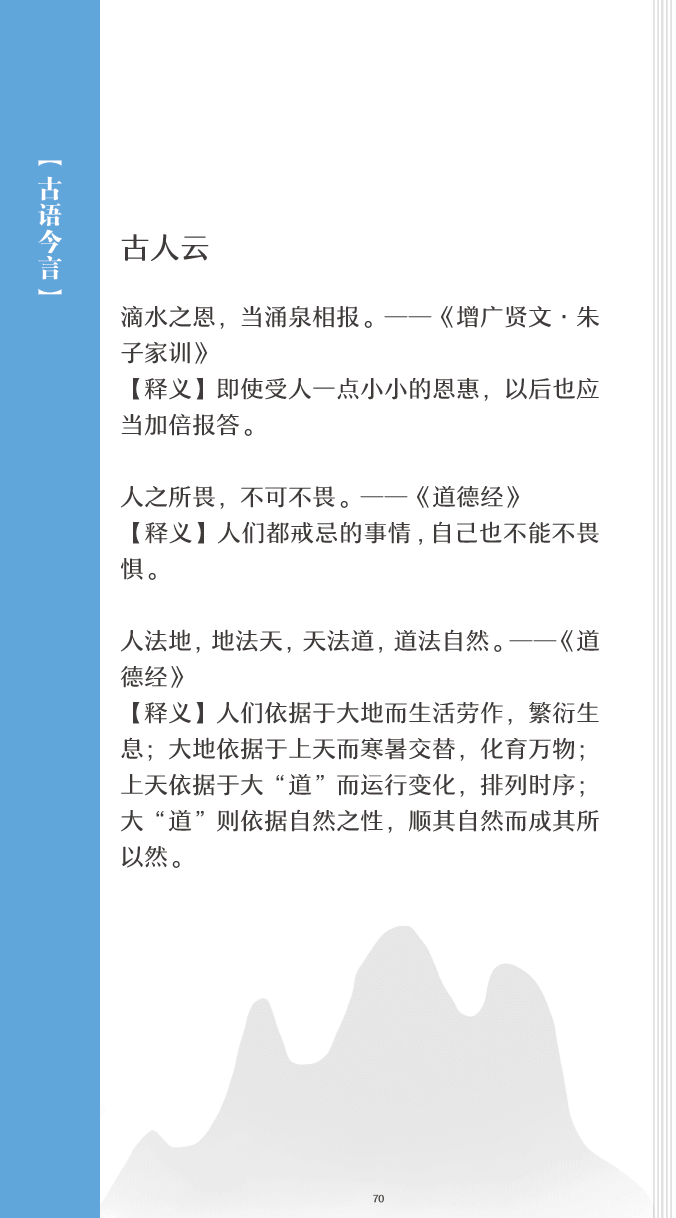 【古语今言】
古人云
滴水之恩，当涌泉相报。——《增广贤文·朱
子家训》
【释义】即使受人一点小小的恩惠，以后也应
当加倍报答。
人之所畏，不可不畏。——《道德经》
【释义】人们都戒忌的事情，自己也不能不畏
惧。
人法地，地法天，天法道，道法自然。——《道
德经》
【释义】人们依据于大地而生活劳作，繁衍生
息；大地依据于上天而寒暑交替，化育万物；
上天依据于大“道”而运行变化，排列时序；
大“道”则依据自然之性，顺其自然而成其所
以然。
70